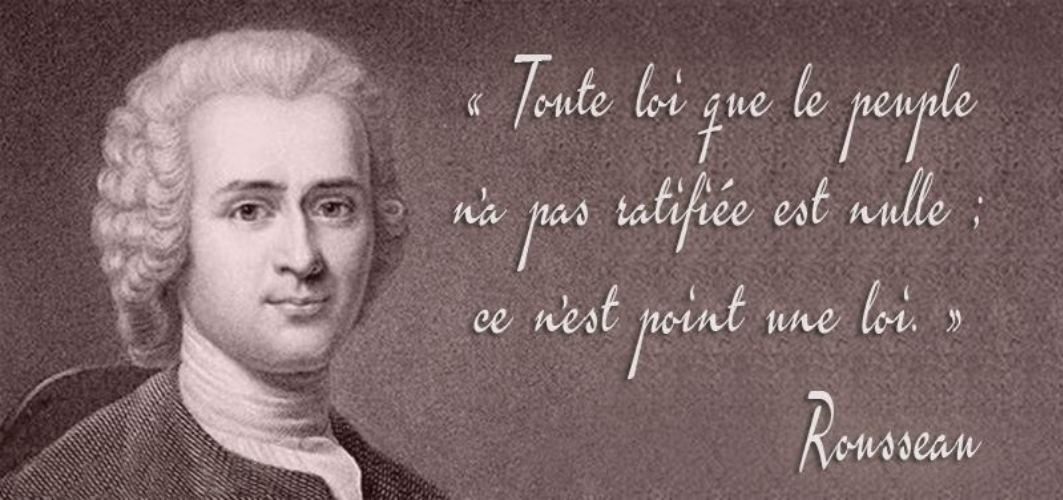 « Toute loi que le peuple
n'a pas ratifiée est nulle ;
ce n'est point une loi. »
Rousseau